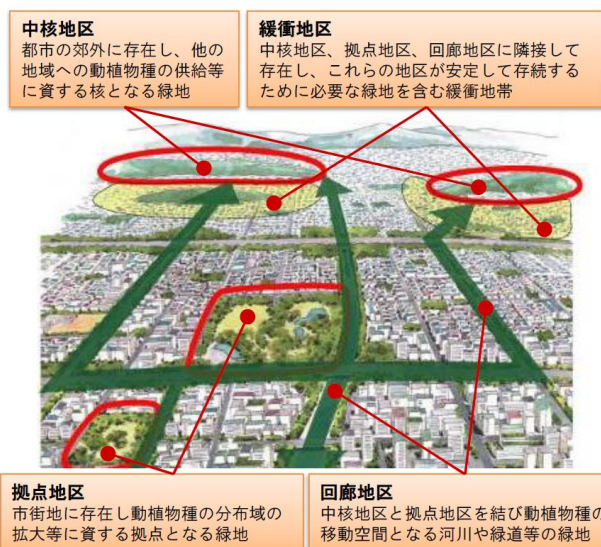 中核地区
都市の郊外に存在し、他の
地域への動植物種の供給等
に資する核となる緑地
緩衝地区
中核地区、拠点地区、回廊地区に隣接して
存在し、これらの地区が安定して存続する
ために必要な緑地を含む緩衝地帯
拠点地区
市街地に存在し動植物種の分布域の
拡大等に資する拠点となる緑地
回廊地区
中核地区と拠点地区を結び動植物種の
移動空間となる河川や緑道等の緑地